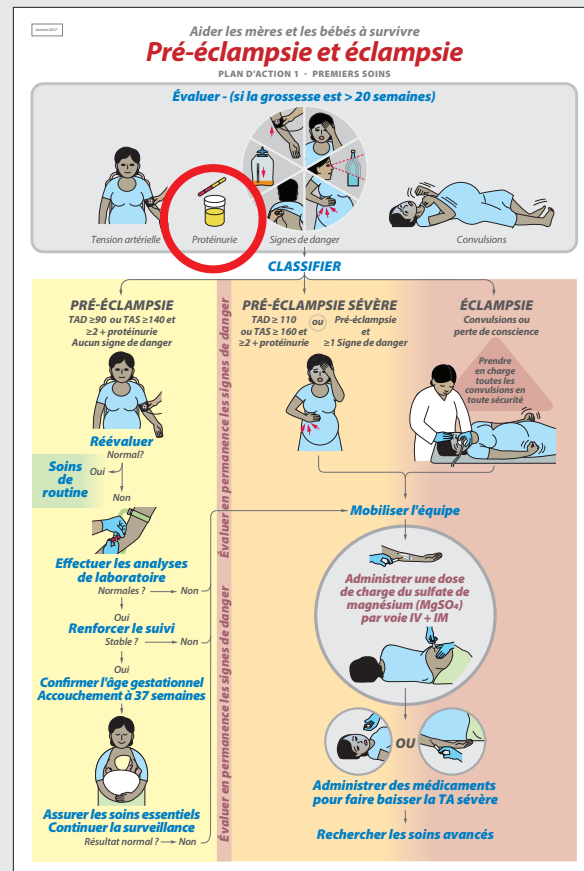 Janvier 2017
Aider les mères et les bébés à survivre
Pré-éclampsie et éclampsie
PLAN D'ACTION 1 - PREMIERS SOINS
Évaluer - (si la grossesse est > 20 semaines)
Tension artérielle
Protéinurie
Signes de danger
Convulsions
CLASSIFIER
PRÉ-ÉCLAMPSIE
TAD ≥90 ou TAS ≥140 et
≥2 + protéinurie
Aucun signe de danger
Réévaluer
Normal?
Oui
Soins
de
routine
Non
Effectuer les analyses
de laboratoire
Normales ?
Non
Oui
Renforcer le suivi
Stable ?
Non
Oui
Confirmer l'âge gestationnel
Accouchement à 37 semaines
Assurer les soins essentiels
Continuer la surveillance
Résultat normal ?
Non
Évaluer en permanence les signes de danger
Évaluer en permanence les signes de danger
PRÉ-ÉCLAMPSIE SÉVÈRE
TAD ≥ 110
ou TAS ≥ 160 et
≥2 + protéinurie
ou
Pré-éclampsie
et
≥1 Signe de danger
ÉCLAMPSIE
Convulsions ou
perte de conscience
Prendre
en charge
toutes les
convulsions en
toute sécurité
Mobiliser l'équipe
Administrer une dose
de charge du sulfate de
magnésium (MgSO₄)
par voie IV + IM
OU
Administrer des médicaments
pour faire baisser la TA sévère
Rechercher les soins avancés